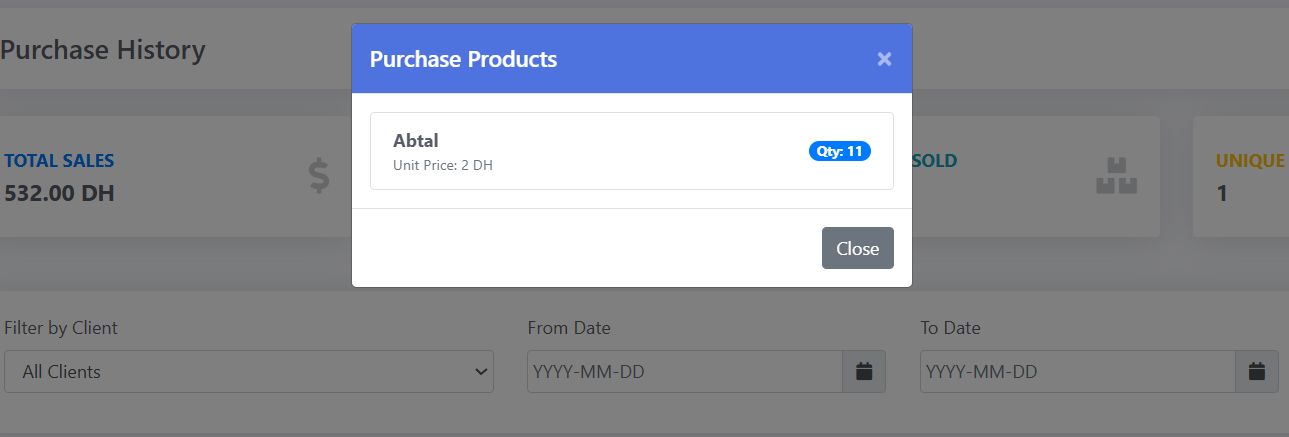 Purchase History
Purchase Products
×
Abtal
Unit Price: 2 DH
Qty: 11
Close
TOTAL SALES
532.00 DH
$
SOLD
UNIQUE
1
Filter by Client
All Clients
From Date
YYYY-MM-DD
To Date
YYYY-MM-DD